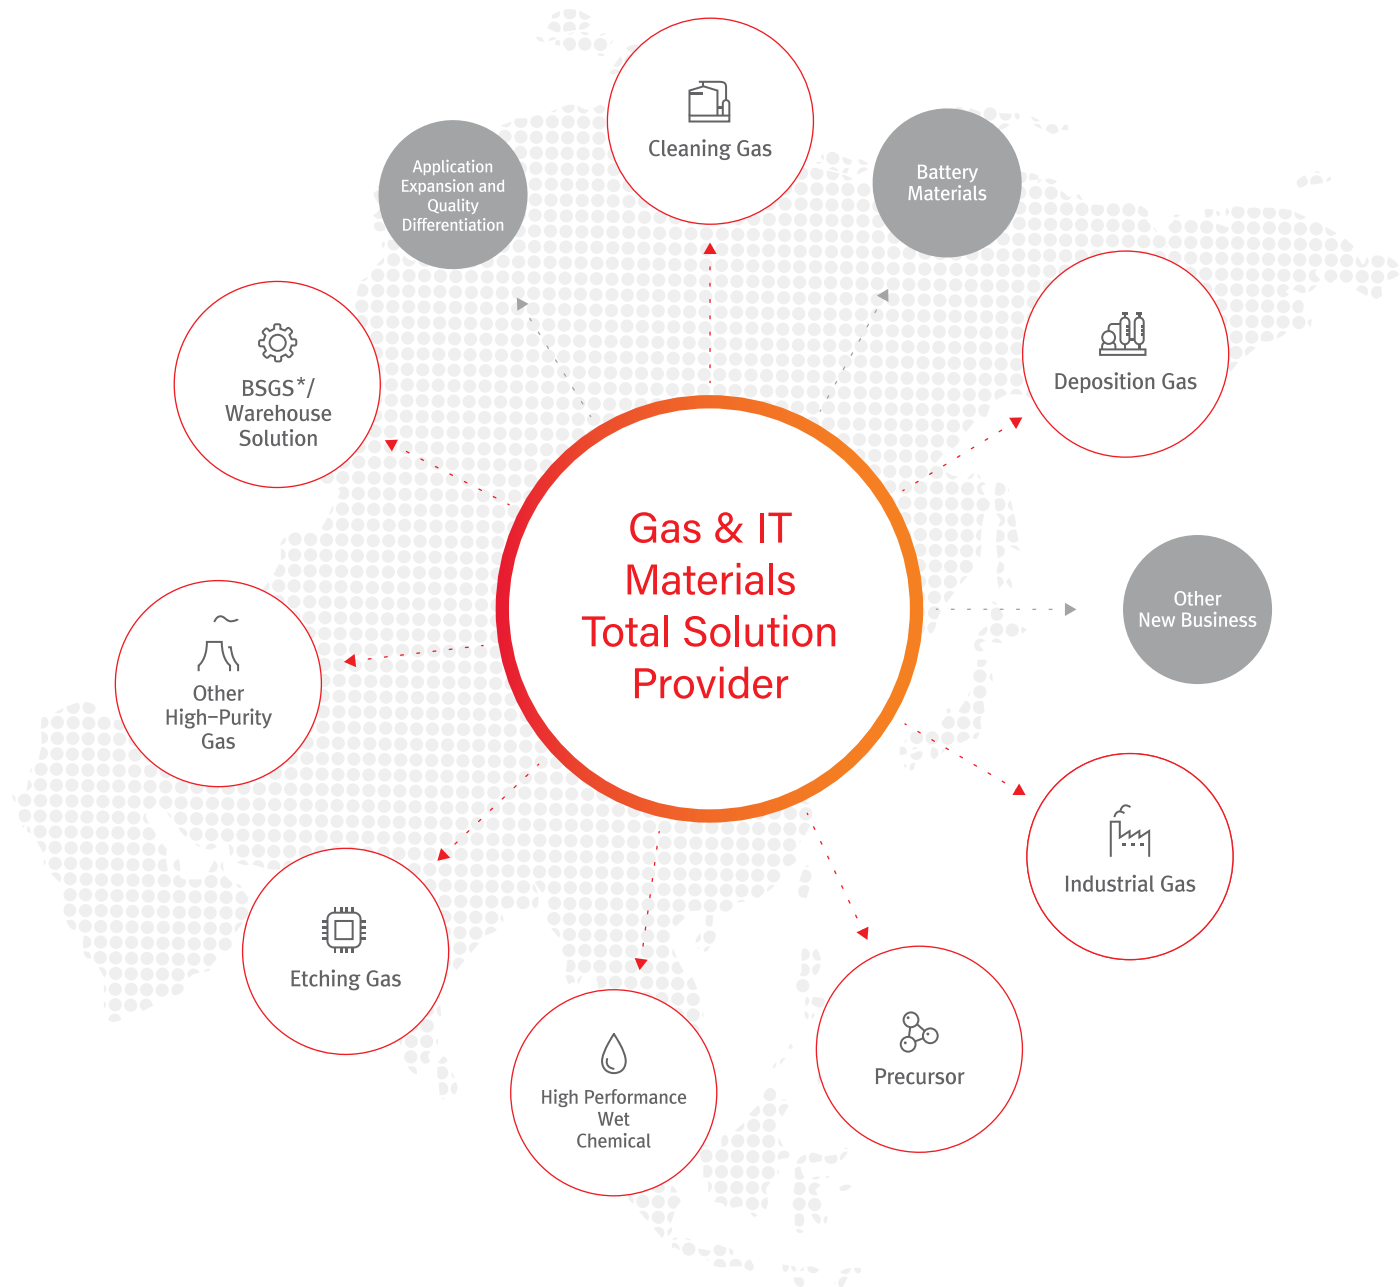 Cleaning Gas
Application
Expansion and
Quality
Differentiation
Battery
Materials
BSGS*/
Warehouse
Solution
Deposition Gas
Gas & IT
Materials
Total Solution
Provider
Other
New Business
Other
High-Purity
Gas
Industrial Gas
Etching Gas
High Performance
Wet
Chemical
Precursor